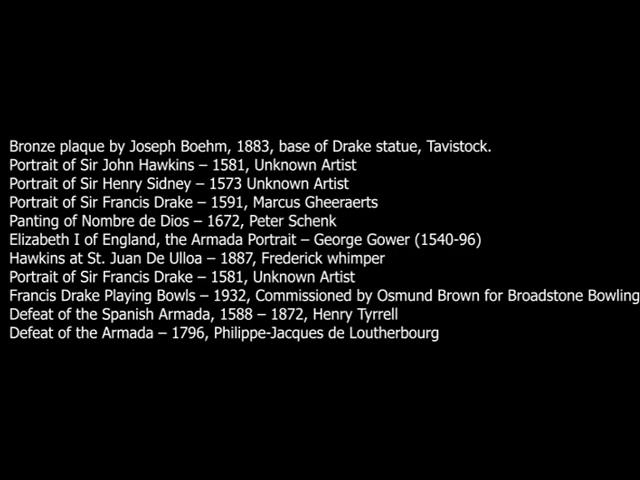 Bronze plaque by Joseph Boehm, 1883, base of Drake statue, Tavistock.
Portrait of Sir John Hawkins – 1581, Unknown Artist
Portrait of Sir Henry Sidney – 1573 Unknown Artist
Portrait of Sir Francis Drake – 1591, Marcus Gheeraerts
Panting of Nombre de Dios – 1672, Peter Schenk
Elizabeth I of England, the Armada Portrait – George Gower (1540-96)
Hawkins at St. Juan De Ulloa – 1887, Frederick whimper
Portrait of Sir Francis Drake – 1581, Unknown Artist
Francis Drake Playing Bowls – 1932, Commissioned by Osmund Brown for Broadstone Bowling
Defeat of the Spanish Armada, 1588 – 1872, Henry Tyrrell
Defeat of the Armada – 1796, Philippe-Jacques de Loutherbourg